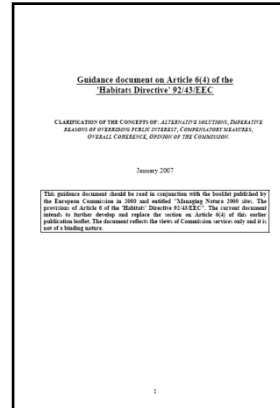 Guidance document on Article 6(4) of the
'Habitats Directive' 92/43/EEC
CLARIFICATION OF THE CONCEPTS OF: ALTERNATIVE SOLUTIONS, IMPERATIVE
REASONS OF OVERRIDING PUBLIC INTEREST, COMPENSATORY MEASURES,
OVERALL COHERENCE, OPINION OF THE COMMISSION.
January 2007
This guidance document should be read in conjunction with the booklet published by
the European Commission in 2000 and entitled "Managing Natura 2000 sites. The
provisions of Article 6 of the 'Habitats Directive' 92/43/EEC". The current document
intends to further develop and replace the section on Article 6(4) of this earlier
publication leaflet. The document reflects the views of Commission services only and it is
not of a binding nature.
1